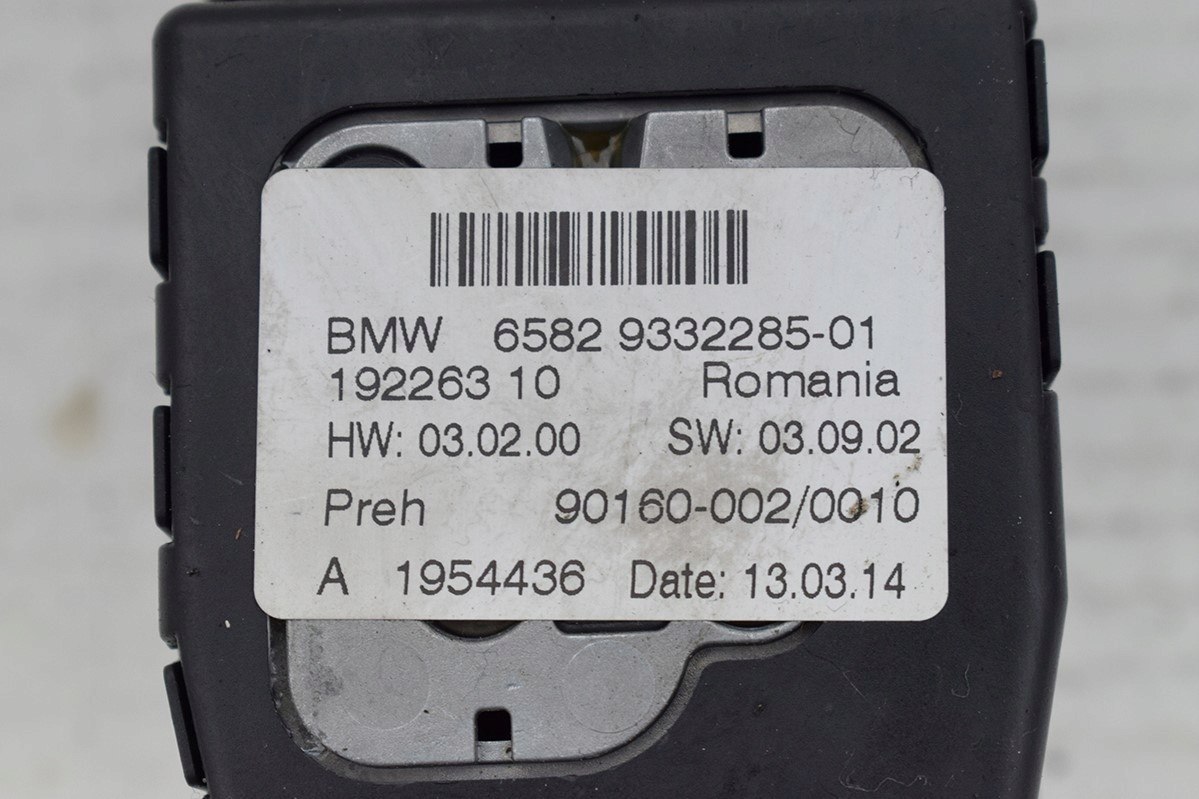 BMW 6582 9332285-01
192263 10 Romania
HW: 03.02.00 SW: 03.09.02
Preh 90160-002/0010
A 1954436 Date: 13.03.14